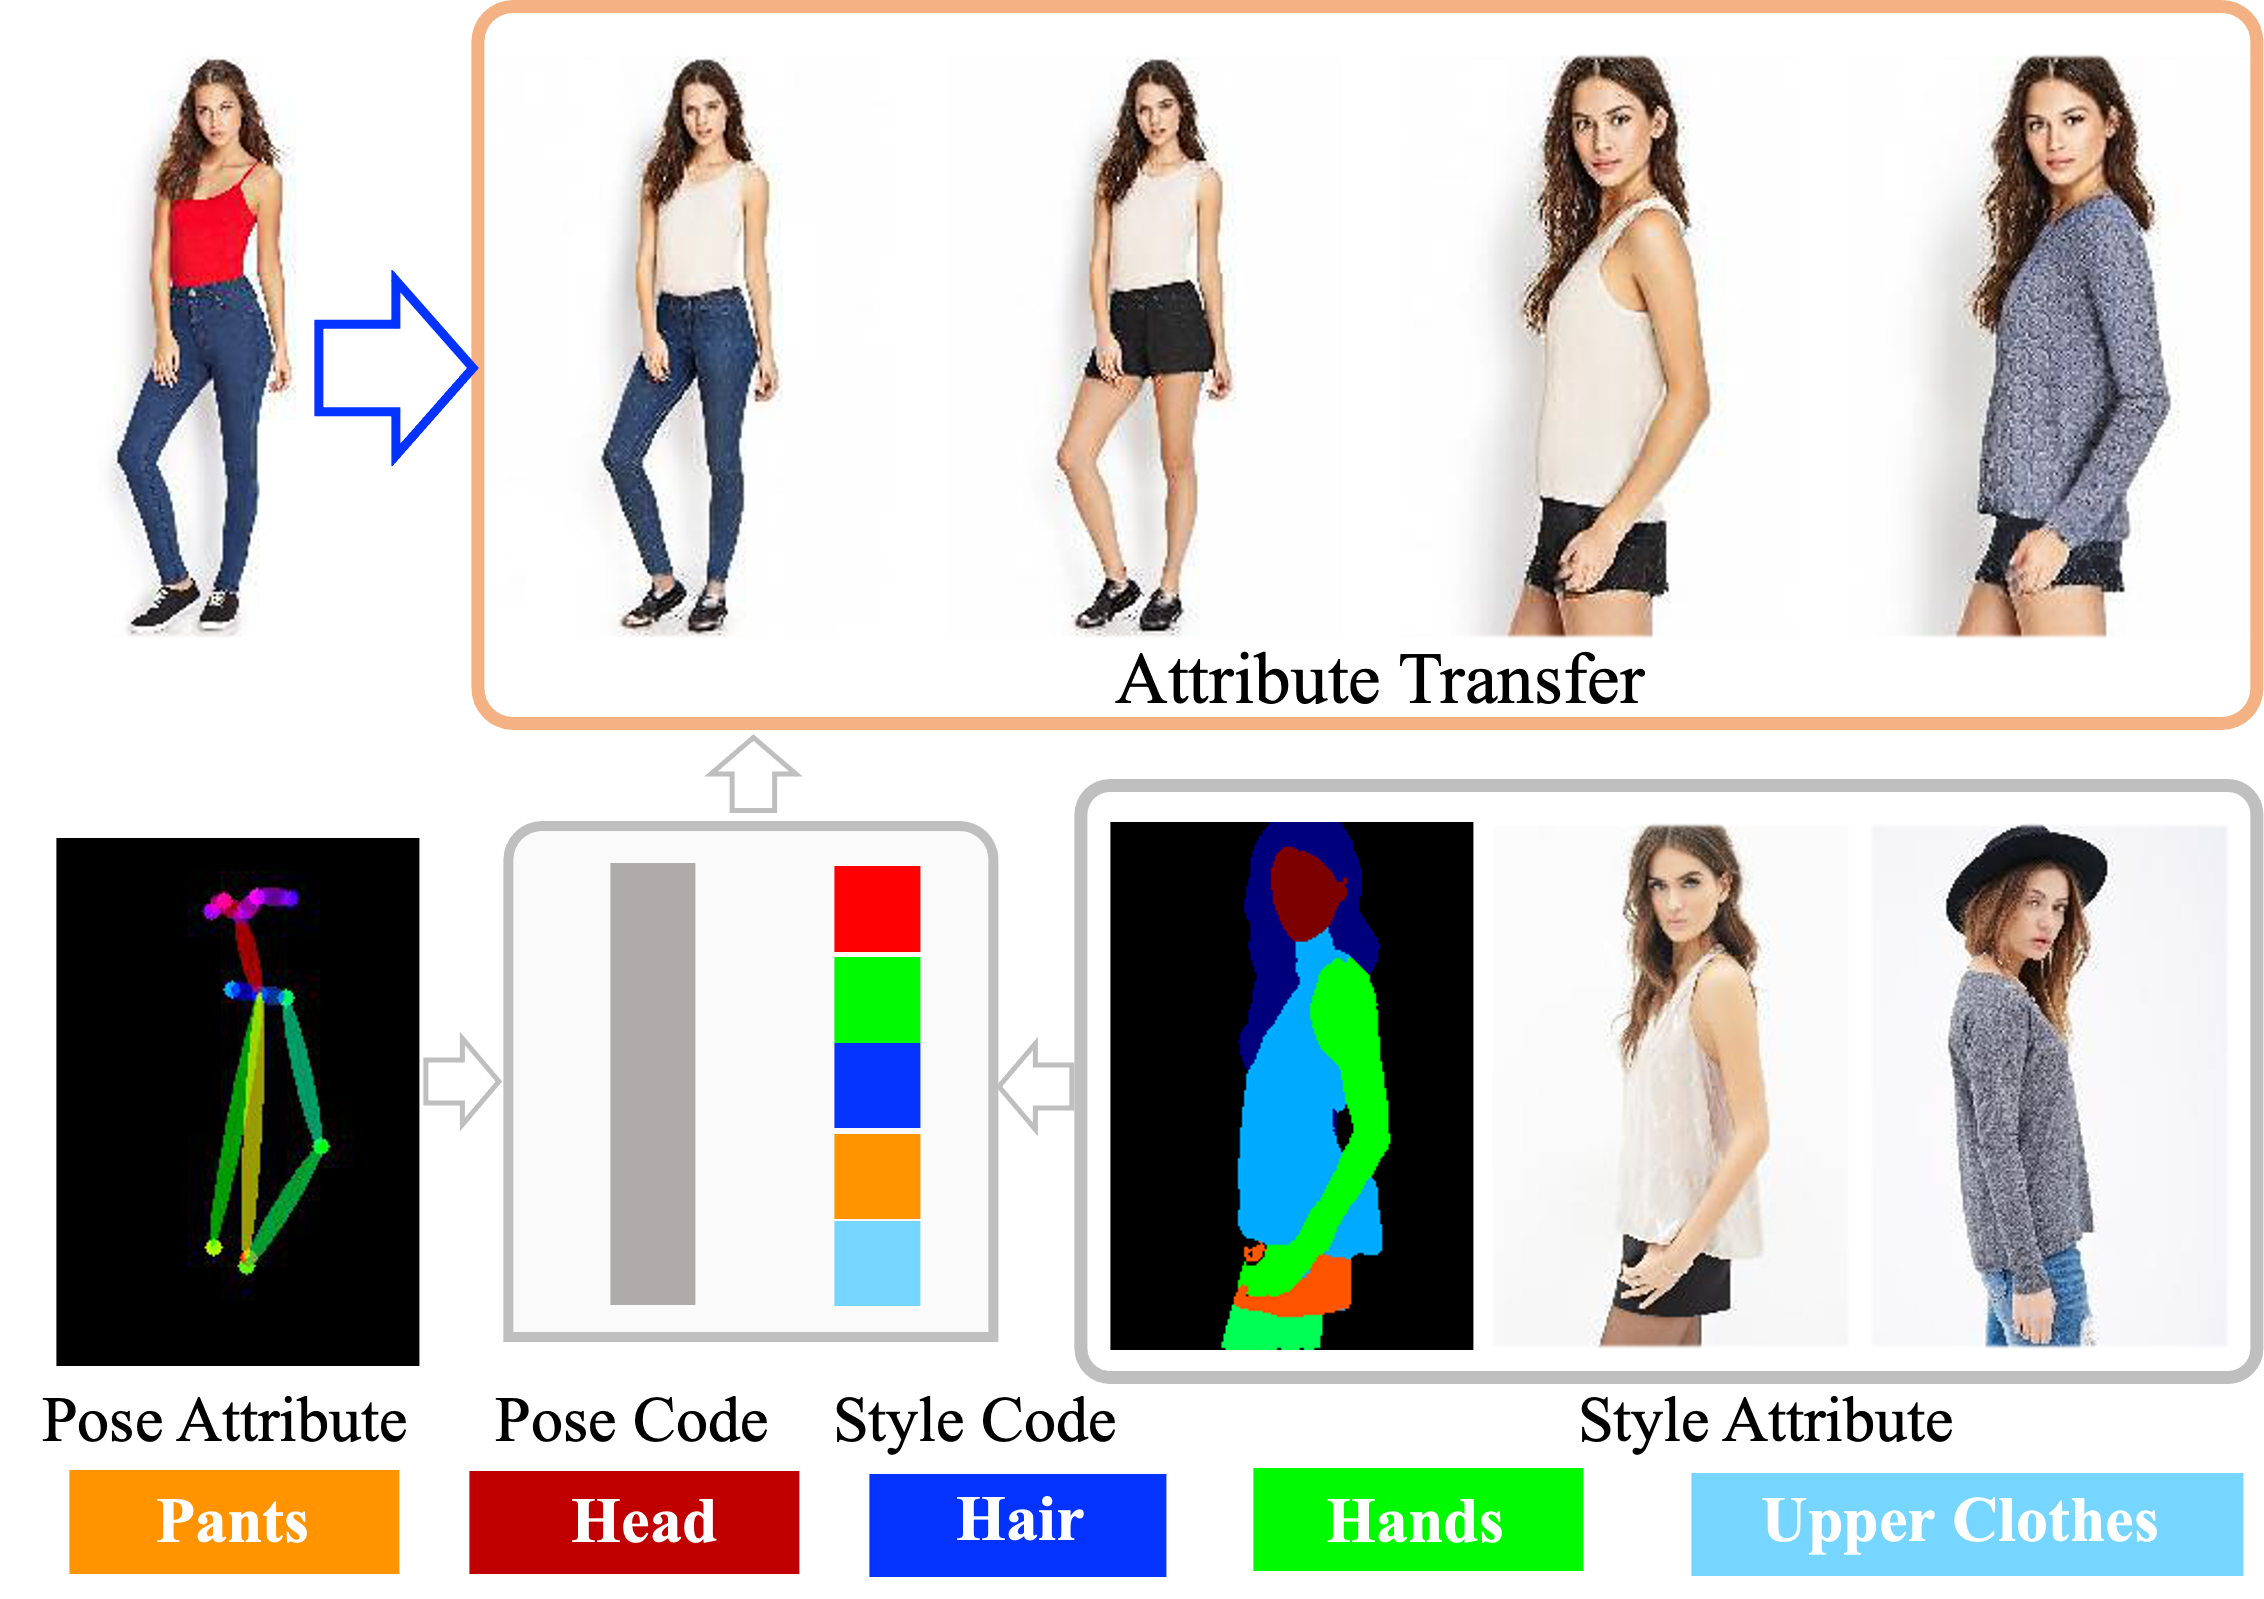 Attribute Transfer
Pose Attribute
Pose Code
Style Code
Style Attribute
Pants
Head
Hair
Hands
Upper Clothes